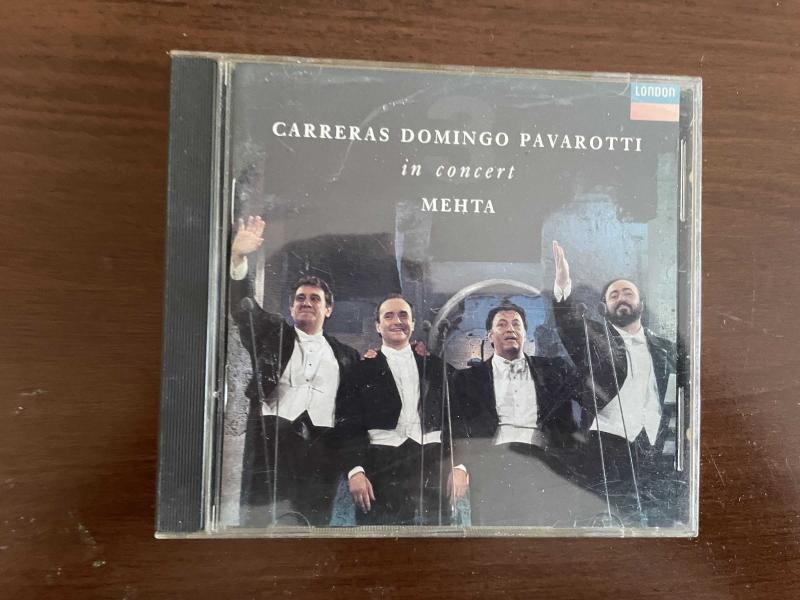 LONDON
CARRERAS DOMINGO PAVAROTTI
in concert
MEHTA